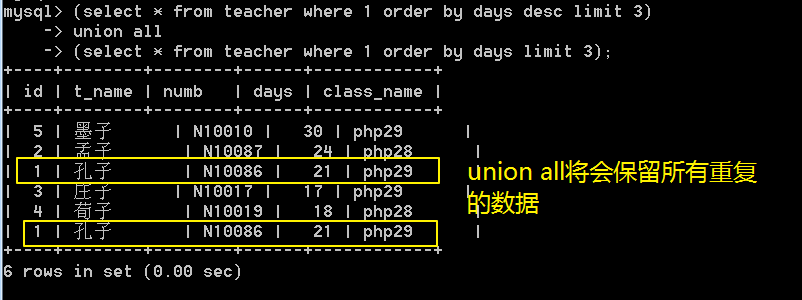 mysql> (select * from teacher where 1 order by days desc limit 3)
    -> union all
    -> (select * from teacher where 1 order by days limit 3);
+----+--------+--------+------+------------+
| id | t_name | numb   | days | class_name |
+----+--------+--------+------+------------+
|  5 | 墨子      | N10010 |   30 | php29      |
|  2 | 孟子      | N10087 |   24 | php28      |
|  1 | 孔子      | N10086 |   21 | php29      |
|  3 | 庄子      | N10017 |   17 | php29      |
|  4 | 荀子      | N10019 |   18 | php28      |
|  1 | 孔子      | N10086 |   21 | php29      |
+----+--------+--------+------+------------+
6 rows in set (0.00 sec)
union all将会保留所有重复
的数据